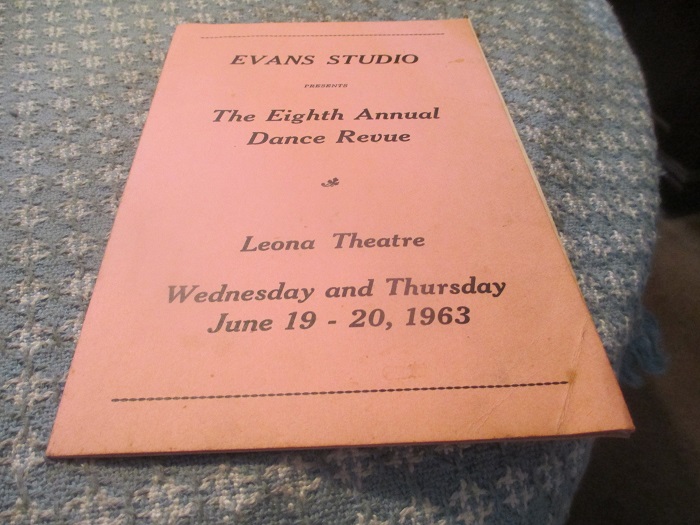 EVANS STUDIO
PRESENTS
The Eighth Annual
Dance Revue
Leona Theatre
Wednesday and Thursday
June 19 - 20, 1963